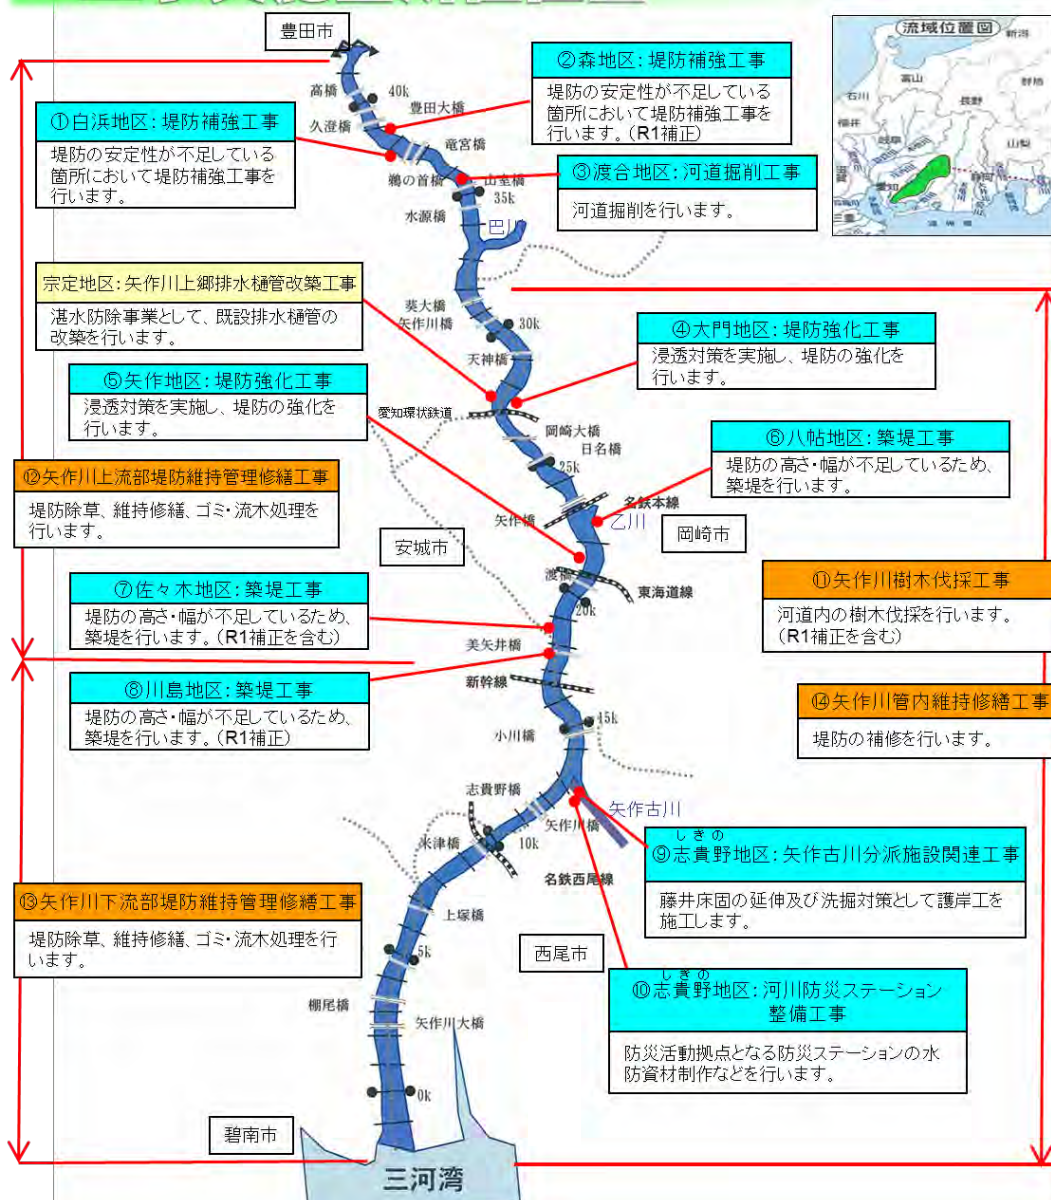 豊田市
流域位置図
新潟
富山
群馬
石川
長野
福井
岐阜
山梨
滋賀
愛知
静岡
三重
②森地区:堤防補強工事
堤防の安定性が不足している
箇所において堤防補強工事を
行います。(R1補正)
高橋
40k
豊田大橋
久澄橋
①白浜地区:堤防補強工事
堤防の安定性が不足している
箇所において堤防補強工事を
行います。
竜宮橋
鵜の首橋
山室橋
35k
水源橋
③渡合地区:河道掘削工事
河道掘削を行います。
巴川
宗定地区:矢作川上郷排水樋管改築工事
湛水防除事業として、既設排水樋管の
改築を行います。
葵大橋
矢作川橋
30k
天神橋
④大門地区:堤防強化工事
浸透対策を実施し、堤防の強化を
行います。
⑤矢作地区:堤防強化工事
浸透対策を実施し、堤防の強化を
行います。
愛知環状鉄道
岡崎大橋
日名橋
25k
⑥八帖地区:築堤工事
堤防の高さ・幅が不足しているため、
築堤を行います。
⑫矢作川上流部堤防維持管理修繕工事
堤防除草、維持修繕、ゴミ・流木処理を
行います。
名鉄本線
矢作橋
乙川
岡崎市
安城市
渡橋
東海道線
20k
⑪矢作川樹木伐採工事
河道内の樹木伐採を行います。
(R1補正を含む)
⑦佐々木地区:築堤工事
堤防の高さ・幅が不足しているため、
築堤を行います。(R1補正を含む)
美矢井橋
新幹線
⑧川島地区:築堤工事
堤防の高さ・幅が不足しているため、
築堤を行います。(R1補正)
⑭矢作川管内維持修繕工事
堤防の補修を行います。
15k
小川橋
志貴野橋
矢作古川
矢作川橋
米津橋
10k
名鉄西尾線
しきの
⑨志貴野地区:矢作古川分派施設関連工事
藤井床固の延伸及び洗掘対策として護岸工を
施工します。
⑬矢作川下流部堤防維持管理修繕工事
堤防除草、維持修繕、ゴミ・流木処理を行
います。
上塚橋
5k
西尾市
しきの
⑩志貴野地区:河川防災ステーション
整備工事
防災活動拠点となる防災ステーションの水
防資材制作などを行います。
棚尾橋
矢作川大橋
0k
碧南市
三河湾